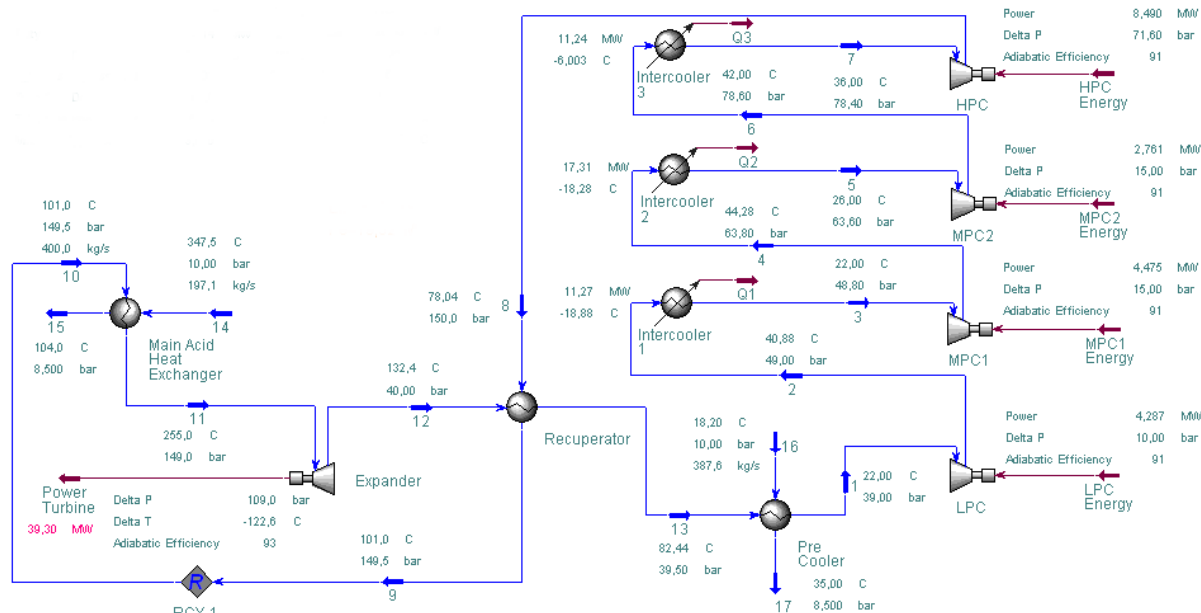 Power 8,490 MW
Delta P 71,60 bar
Adiabatic Efficiency 91
11,24 MW
-6,003 C
Q3
7
Intercooler
3
42,00 C
78,60 bar
36,00 C
78,40 bar
HPC
HPC
Energy
6
Power 2,761 MW
Delta P 15,00 bar
Adiabatic Efficiency 91
17,31 MW
-18,28 C
Q2
5
Intercooler
2
44,28 C
63,80 bar
26,00 C
63,60 bar
MPC2
MPC2
Energy
4
101,0 C
149,5 bar
400,0 kg/s
10
347,5 C
10,00 bar
197,1 kg/s
15
14
Main Acid
Heat
Exchanger
104,0 C
8,500 bar
78,04 C
150,0 bar
8
Power 4,475 MW
Delta P 15,00 bar
Adiabatic Efficiency 91
11,27 MW
-18,88 C
Q1
3
Intercooler
1
22,00 C
48,80 bar
40,88 C
49,00 bar
MPC1
MPC1
Energy
2
11
132,4 C
40,00 bar
12
Recuperator
255,0 C
149,0 bar
Expander
Power
Turbine
39,30 MW
Delta P 109,0 bar
Delta T -122,6 C
Adiabatic Efficiency 93
18,20 C
10,00 bar
387,6 kg/s
16
Power 4,287 MW
Delta P 10,00 bar
Adiabatic Efficiency 91
1
22,00 C
39,00 bar
LPC
LPC
Energy
13
82,44 C
39,50 bar
Pre
Cooler
35,00 C
8,500 bar
17
101,0 C
149,5 bar
9
R
RCY-1